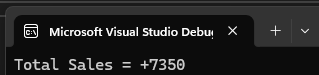 Microsoft Visual Studio Debu
Total Sales = +7350